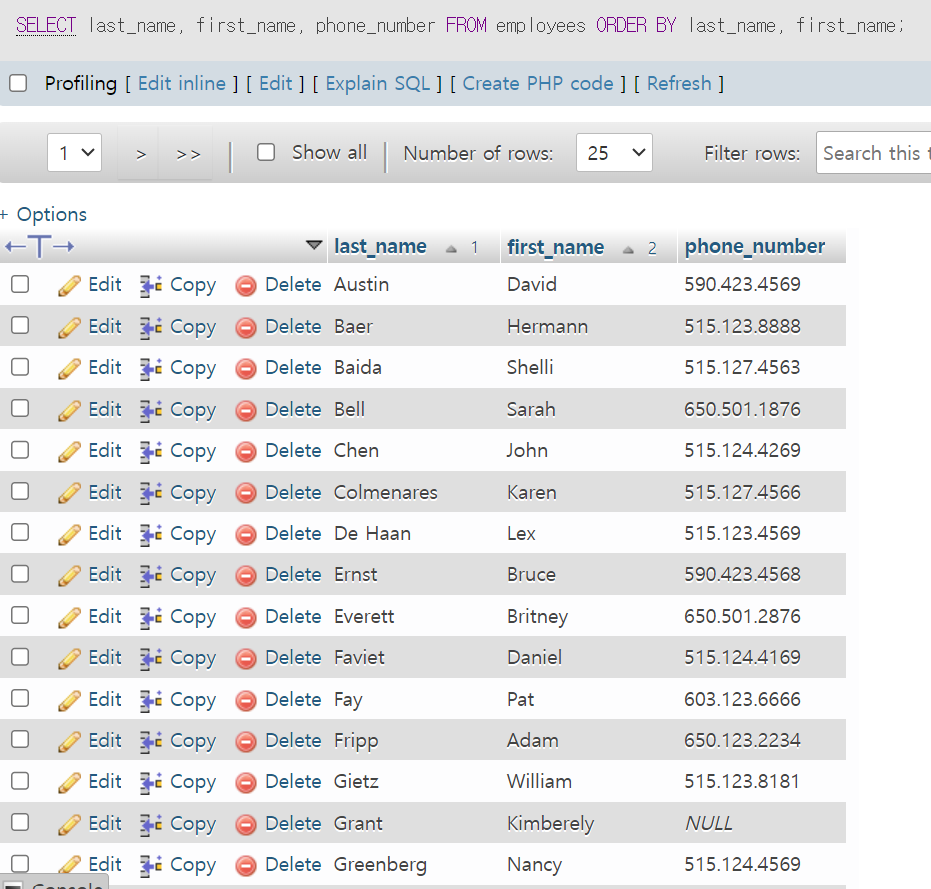 SELECT last_name, first_name, phone_number FROM employees ORDER BY last_name, first_name;
Profiling [ Edit inline ] [ Edit ] [ Explain SQL ] [ Create PHP code ] [ Refresh ]
1 > >> Show all Number of rows: 25 Filter rows: Search this t
+ Options
←T→ last_name 1 first_name 2 phone_number
Edit Copy Delete Austin David 590.423.4569
Edit Copy Delete Baer Hermann 515.123.8888
Edit Copy Delete Baida Shelli 515.127.4563
Edit Copy Delete Bell Sarah 650.501.1876
Edit Copy Delete Chen John 515.124.4269
Edit Copy Delete Colmenares Karen 515.127.4566
Edit Copy Delete De Haan Lex 515.123.4569
Edit Copy Delete Ernst Bruce 590.423.4568
Edit Copy Delete Everett Britney 650.501.2876
Edit Copy Delete Faviet Daniel 515.124.4169
Edit Copy Delete Fay Pat 603.123.6666
Edit Copy Delete Fripp Adam 650.123.2234
Edit Copy Delete Gietz William 515.123.8181
Edit Copy Delete Grant Kimberely NULL
Edit Copy Delete Greenberg Nancy 515.124.4569
Console